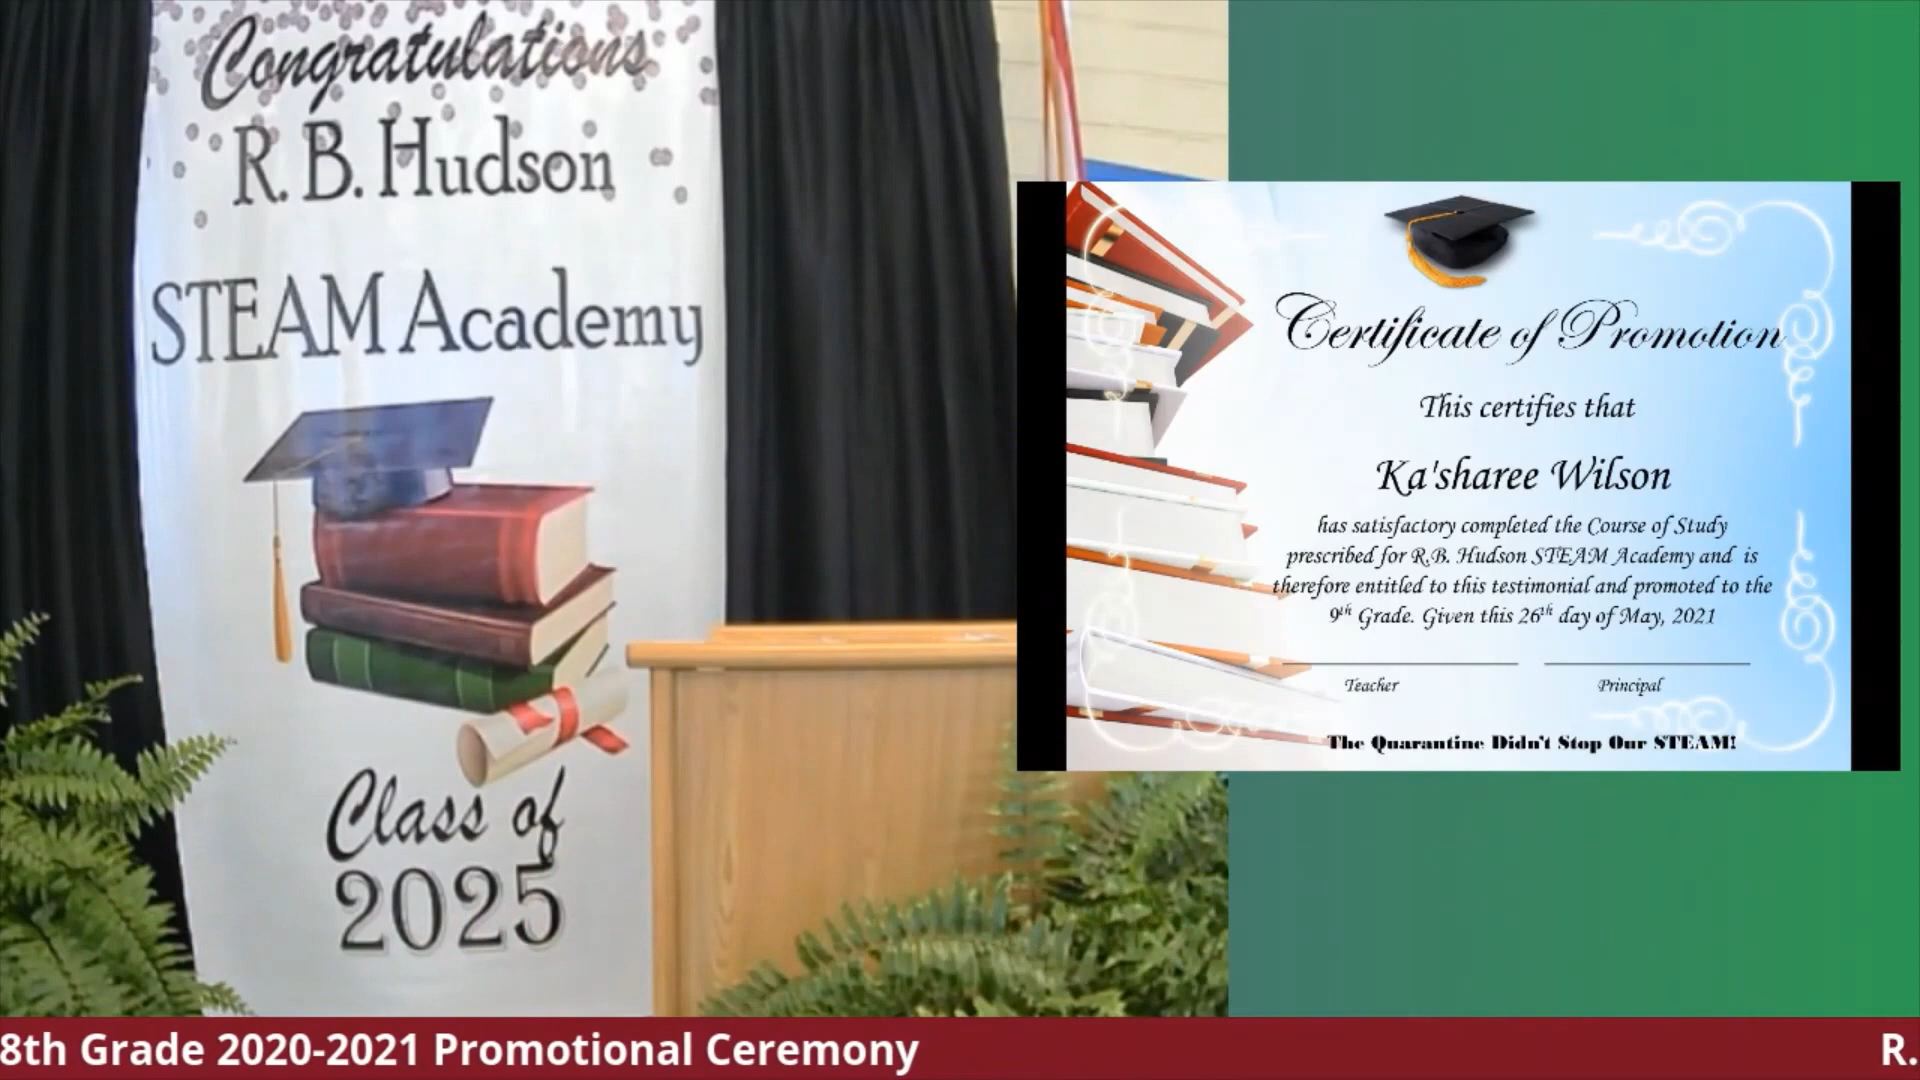 Congratulations
R. B. Hudson
STEAM Academy
Class of
2025
Certificate of Promotion
This certifies that
Ka'sharee Wilson
has satisfactory completed the Course of Study
prescribed for R.B. Hudson STEAM Academy and is
therefore entitled to this testimonial and promoted to the
9th Grade. Given this 26th day of May, 2021
Teacher Principal
The Quarantine Didn't Stop Our STEAM!
8th Grade 2020-2021 Promotional Ceremony
R.